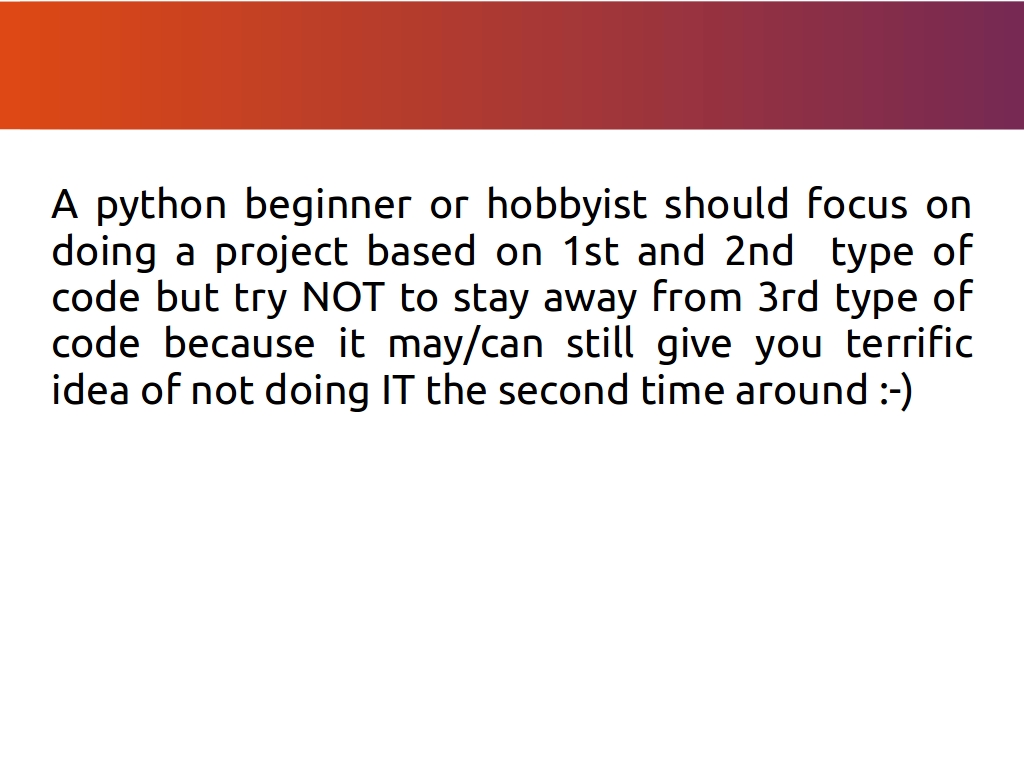 A python beginner or hobbyist should focus on
doing a project based on 1st and 2nd  type of
code but try NOT to stay away from 3rd type of
code because it may/can still give you terrific
idea of not doing IT the second time around :-)